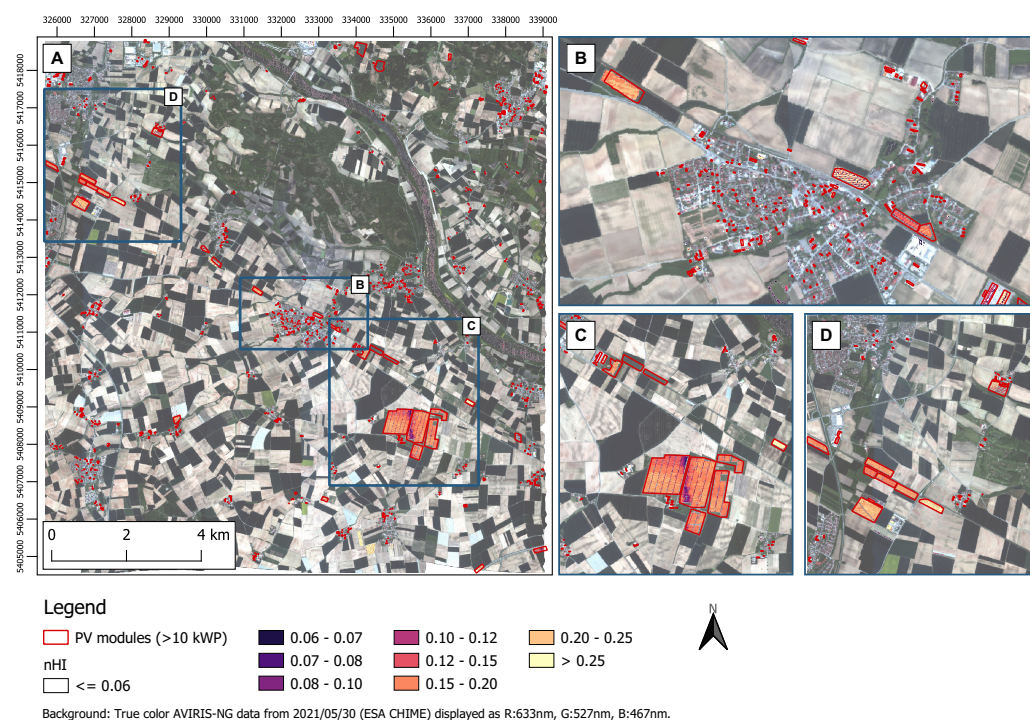 326000 327000 328000 329000 330000 331000 332000 333000 334000 335000 336000 337000 338000 339000
5418000
5417000
5416000
5415000
5414000
5413000
5412000
5411000
5410000
5409000
5408000
5407000
5406000
5405000
A
D
B
C
0 2 4 km
B
C
D
Legend
PV modules (>10 kWP)
nHI
<= 0.06
0.06 - 0.07
0.07 - 0.08
0.08 - 0.10
0.10 - 0.12
0.12 - 0.15
0.15 - 0.20
0.20 - 0.25
> 0.25
N
Background: True color AVIRIS-NG data from 2021/05/30 (ESA CHIME) displayed as R:633nm, G:527nm, B:467nm.